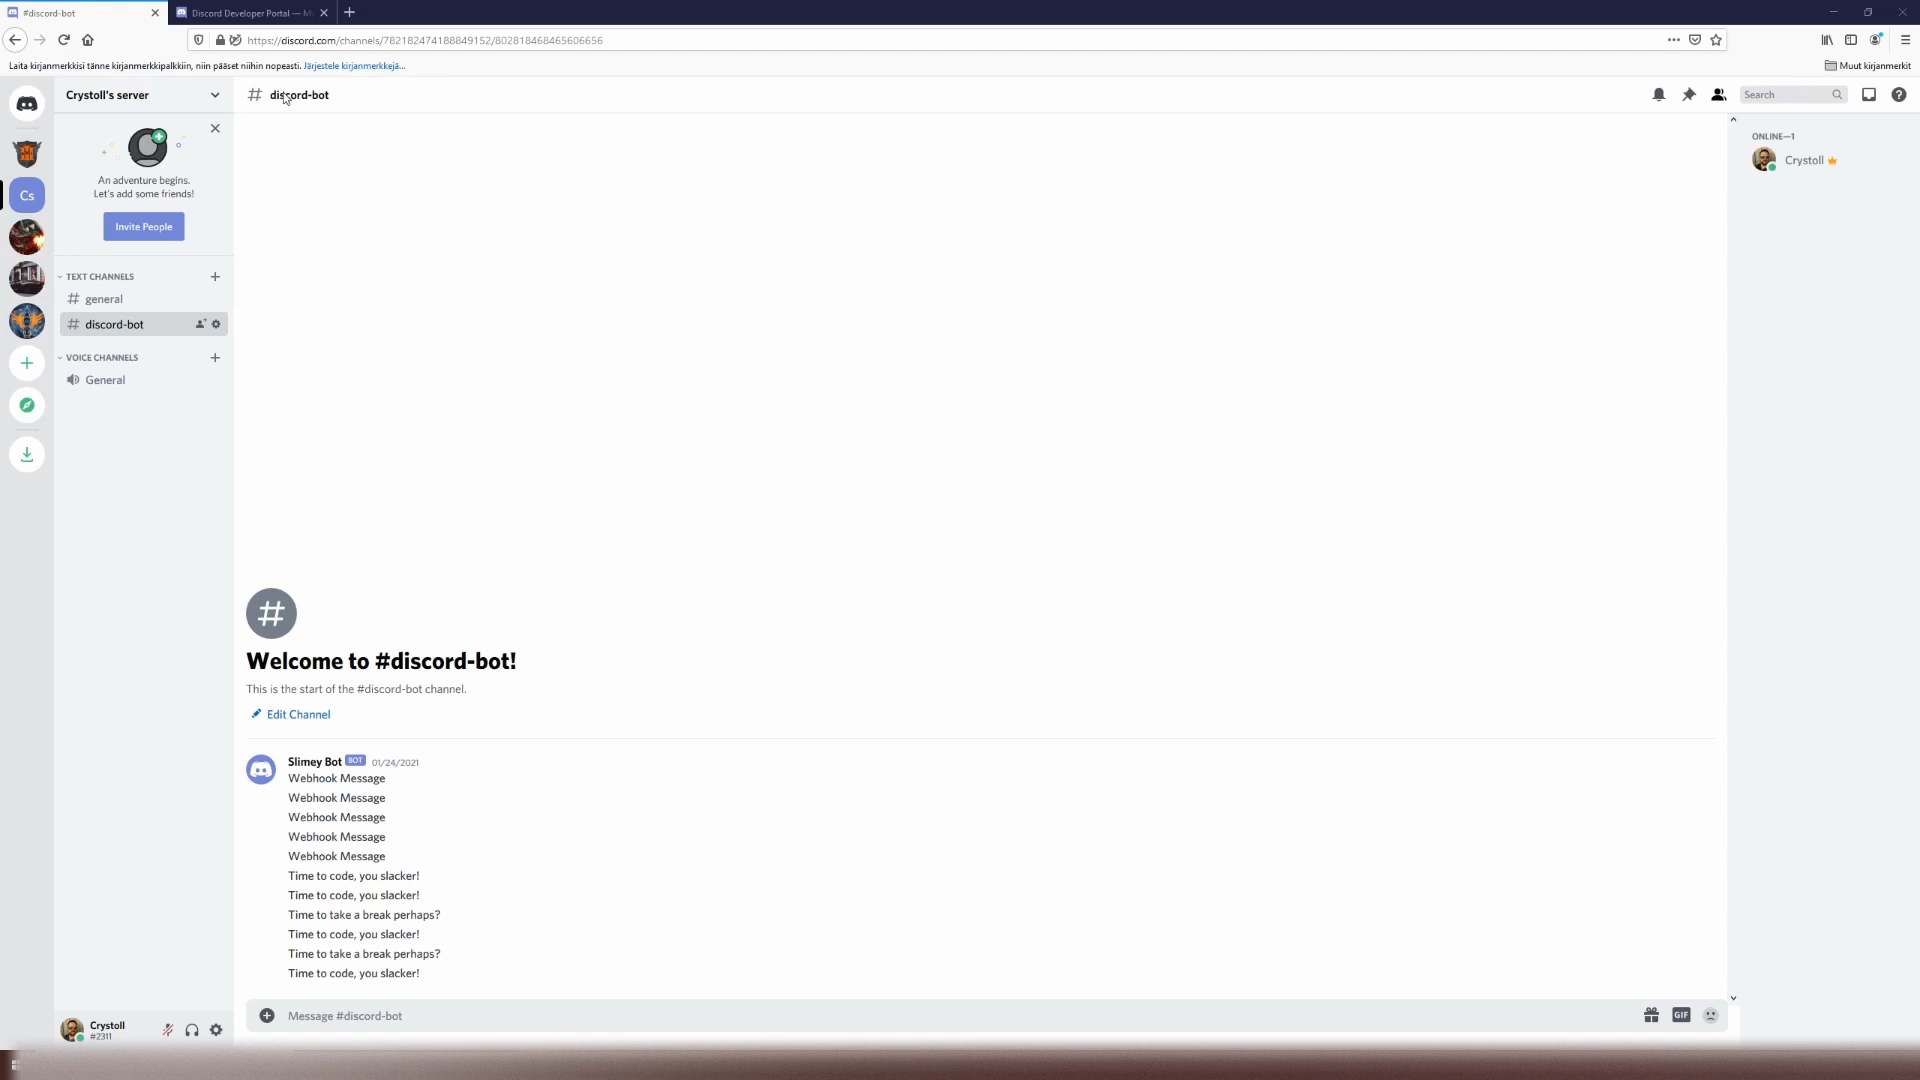 #discord-bot
Discord Developer Portal — M
https://discord.com/channels/782182474188849152/802818468465606656
Laita kirjanmerkkisi tänne kirjanmerkkipalkkiin, niin pääset niihin nopeasti. Järjestele kirjanmerkkejä...
Muut kirjanmerkit
Crystoll's server
discord-bot
Search
An adventure begins.
Let's add some friends!
Invite People
Cs
TEXT CHANNELS
general
discord-bot
VOICE CHANNELS
General
ONLINE—1
Crystoll
Welcome to #discord-bot!
This is the start of the #discord-bot channel.
Edit Channel
Slimey Bot BOT 01/24/2021
Webhook Message
Webhook Message
Webhook Message
Webhook Message
Webhook Message
Time to code, you slacker!
Time to code, you slacker!
Time to take a break perhaps?
Time to code, you slacker!
Time to take a break perhaps?
Time to code, you slacker!
Message #discord-bot
GIF
Crystoll
#2311